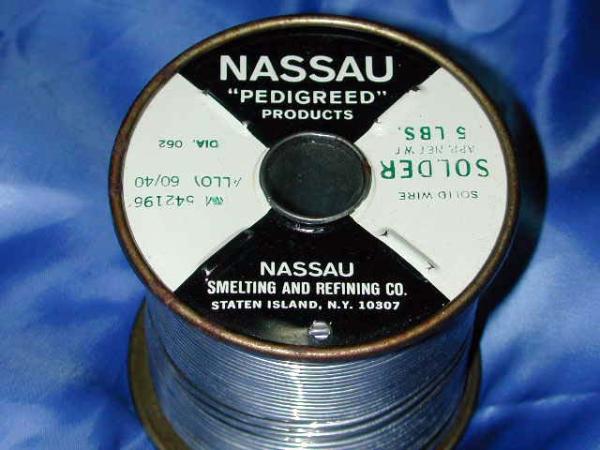 NASSAU
"PEDIGREED"
PRODUCTS
DIA. 062
60/40
542196
SOLID WIRE
SOLDER
APP. NET WT
5 LBS.
NASSAU
SMELTING AND REFINING CO.
STATEN ISLAND, N.Y. 10307